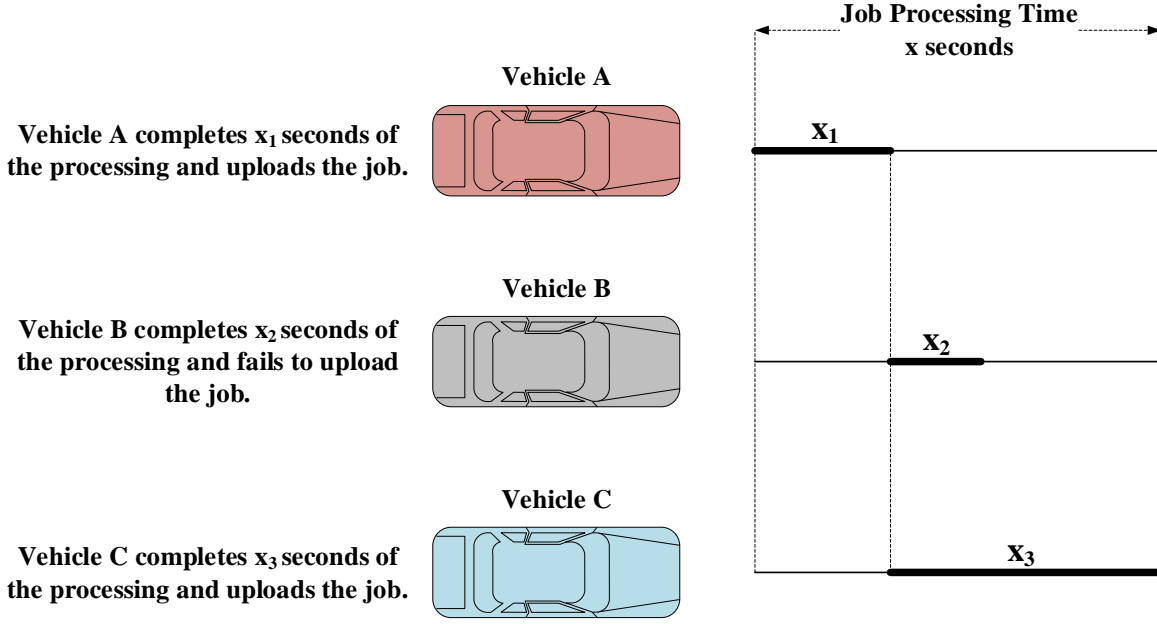 Job Processing Time
x seconds
Vehicle A
Vehicle A completes x₁ seconds of
the processing and uploads the job.
x₁
Vehicle B
Vehicle B completes x₂ seconds of
the processing and fails to upload
the job.
x₂
Vehicle C
Vehicle C completes x₃ seconds of
the processing and uploads the job.
x₃